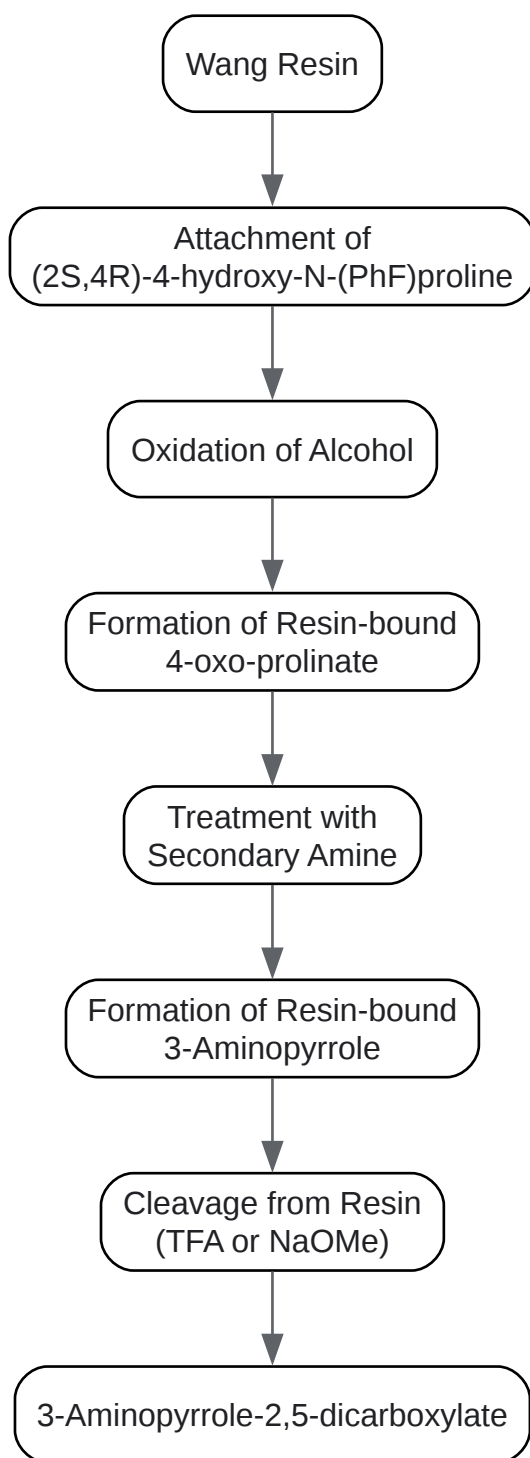 Wang Resin
Attachment of
(2S,4R)-4-hydroxy-N-(PhF)proline
Oxidation of Alcohol
Formation of Resin-bound
4-oxo-prolinate
Treatment with
Secondary Amine
Formation of Resin-bound
3-Aminopyrrole
Cleavage from Resin
(TFA or NaOMe)
3-Aminopyrrole-2,5-dicarboxylate